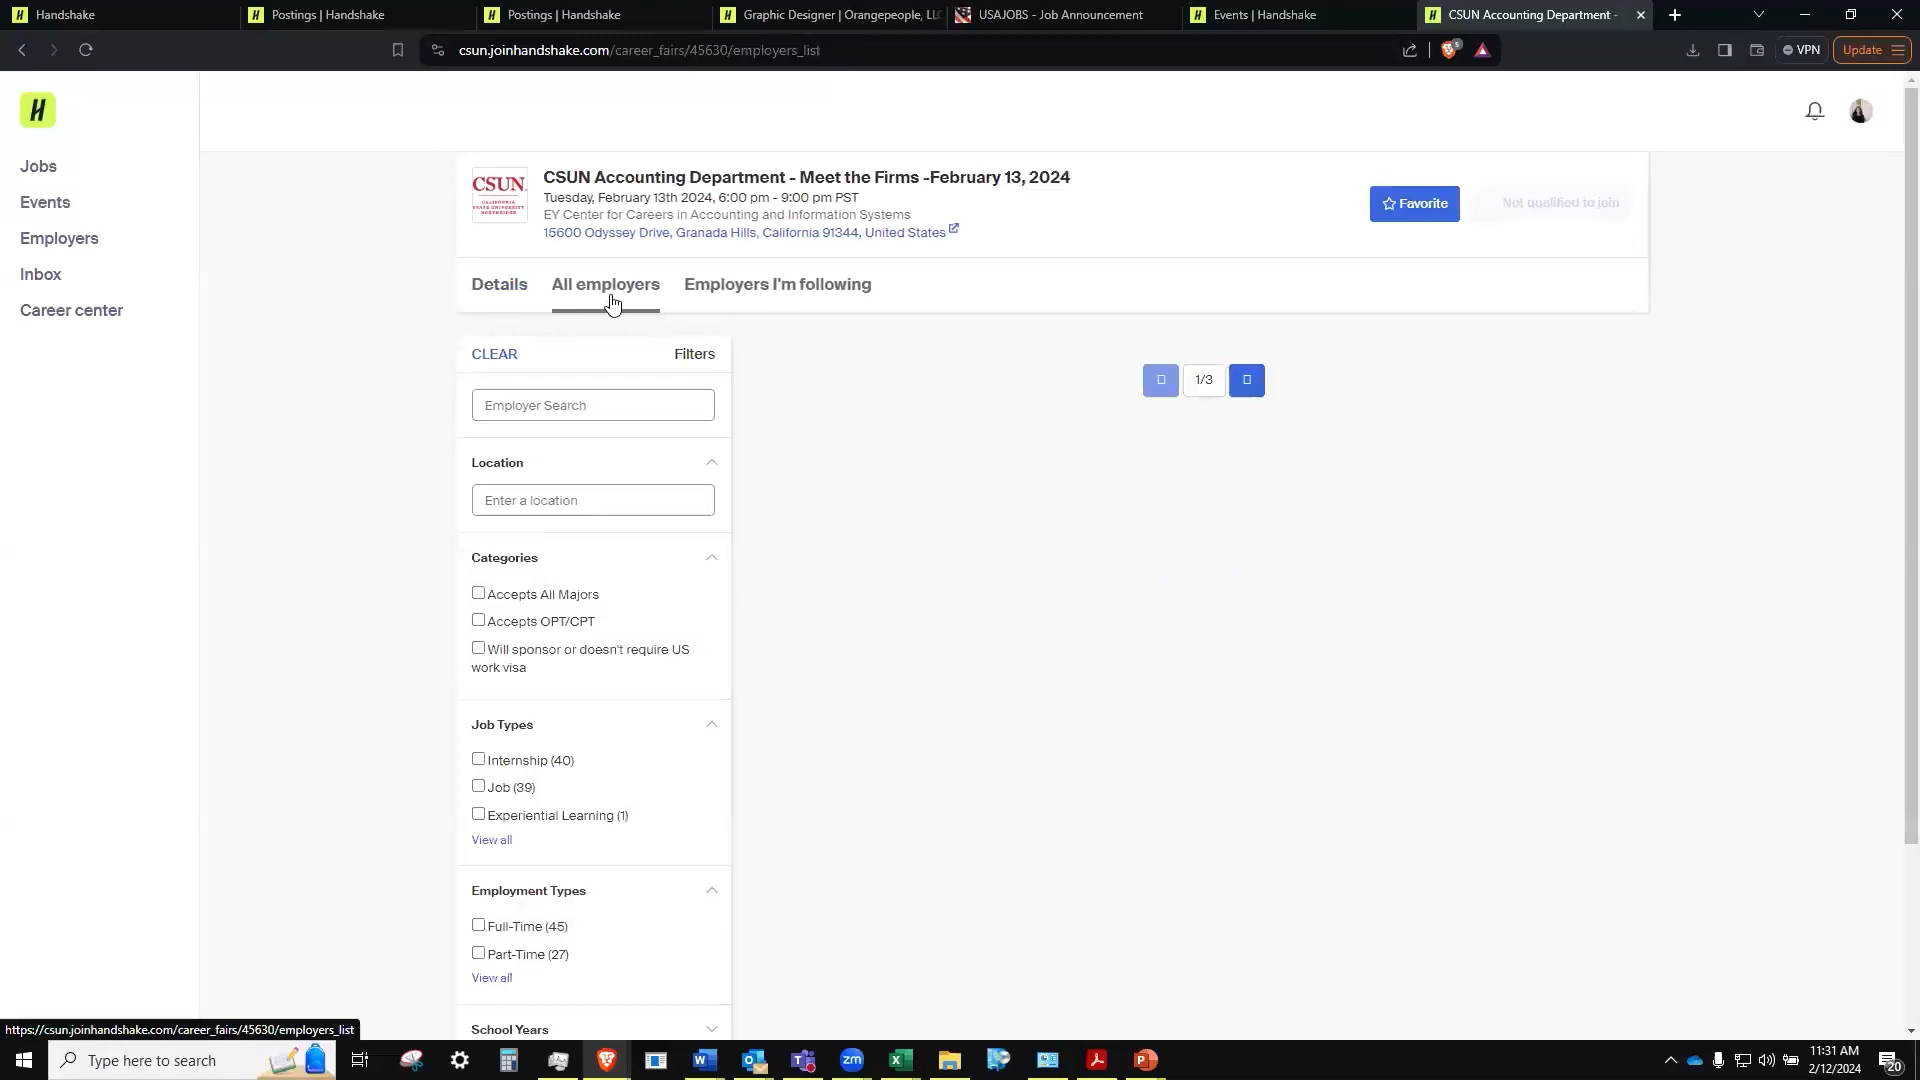 Handshake
Postings | Handshake
Postings | Handshake
Graphic Designer | Orangepeople, LL
USAJOBS - Job Announcement
Events | Handshake
CSUN Accounting Department -
csun.joinhandshake.com/career_fairs/45630/employers_list
5
VPN
Update
H
Jobs
Events
Employers
Inbox
Career center
CSUN
CALIFORNIA
STATE UNIVERSITY
NORTHRIDGE
CSUN Accounting Department - Meet the Firms -February 13, 2024
Tuesday, February 13th 2024, 6:00 pm - 9:00 pm PST
EY Center for Careers in Accounting and Information Systems
15600 Odyssey Drive, Granada Hills, California 91344, United States
Favorite
Not qualified to join
Details
All employers
Employers I'm following
CLEAR
Filters
1/3
Employer Search
Location
Enter a location
Categories
Accepts All Majors
Accepts OPT/CPT
Will sponsor or doesn't require US
work visa
Job Types
Internship (40)
Job (39)
Experiential Learning (1)
View all
Employment Types
Full-Time (45)
Part-Time (27)
View all
School Years
https://csun.joinhandshake.com/career_fairs/45630/employers_list
Type here to search
zm
11:31 AM
2/12/2024
20